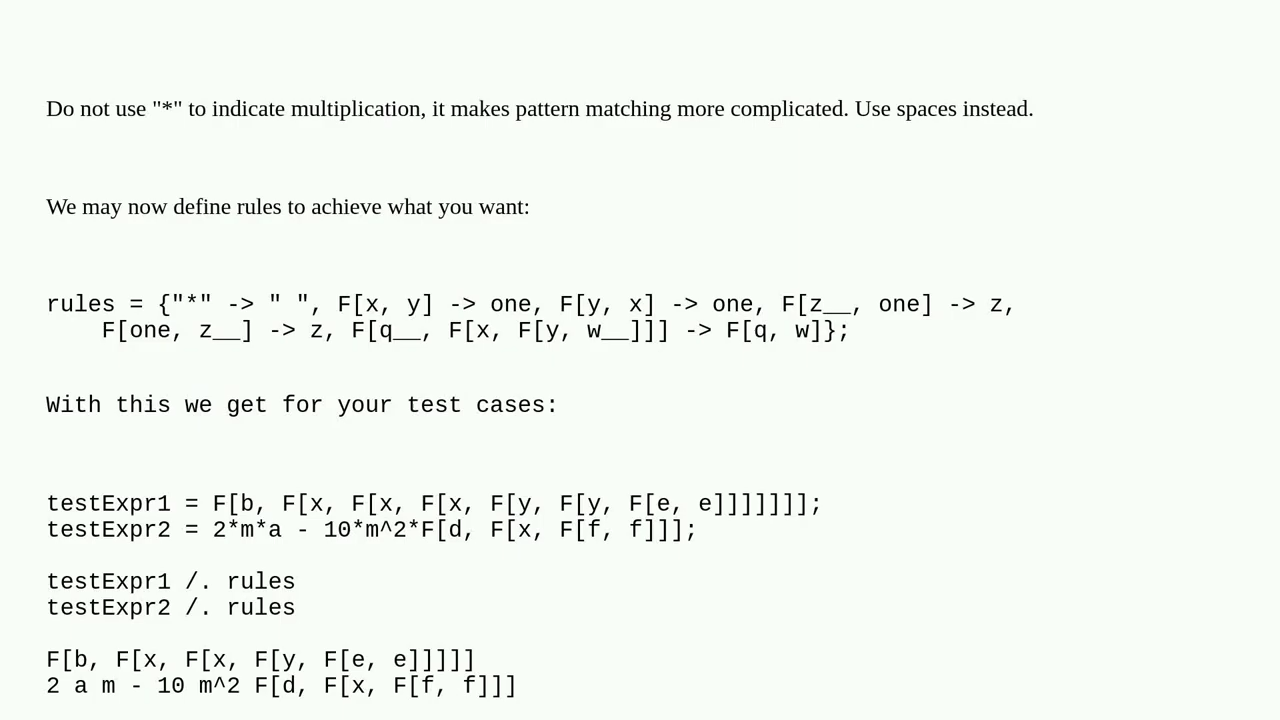 Do not use "*" to indicate multiplication, it makes pattern matching more complicated. Use spaces instead.
We may now define rules to achieve what you want:
rules = {"*" -> " ", F[x, y] -> one, F[y, x] -> one, F[z__, one] -> z,
    F[one, z__] -> z, F[q__, F[x, F[y, w__]]] -> F[q, w]};
With this we get for your test cases:
testExpr1 = F[b, F[x, F[x, F[x, F[y, F[y, F[e, e]]]]]]];
testExpr2 = 2*m*a - 10*m^2*F[d, F[x, F[f, f]]];
testExpr1 /. rules
testExpr2 /. rules
F[b, F[x, F[x, F[y, F[e, e]]]]]
2 a m - 10 m^2 F[d, F[x, F[f, f]]]